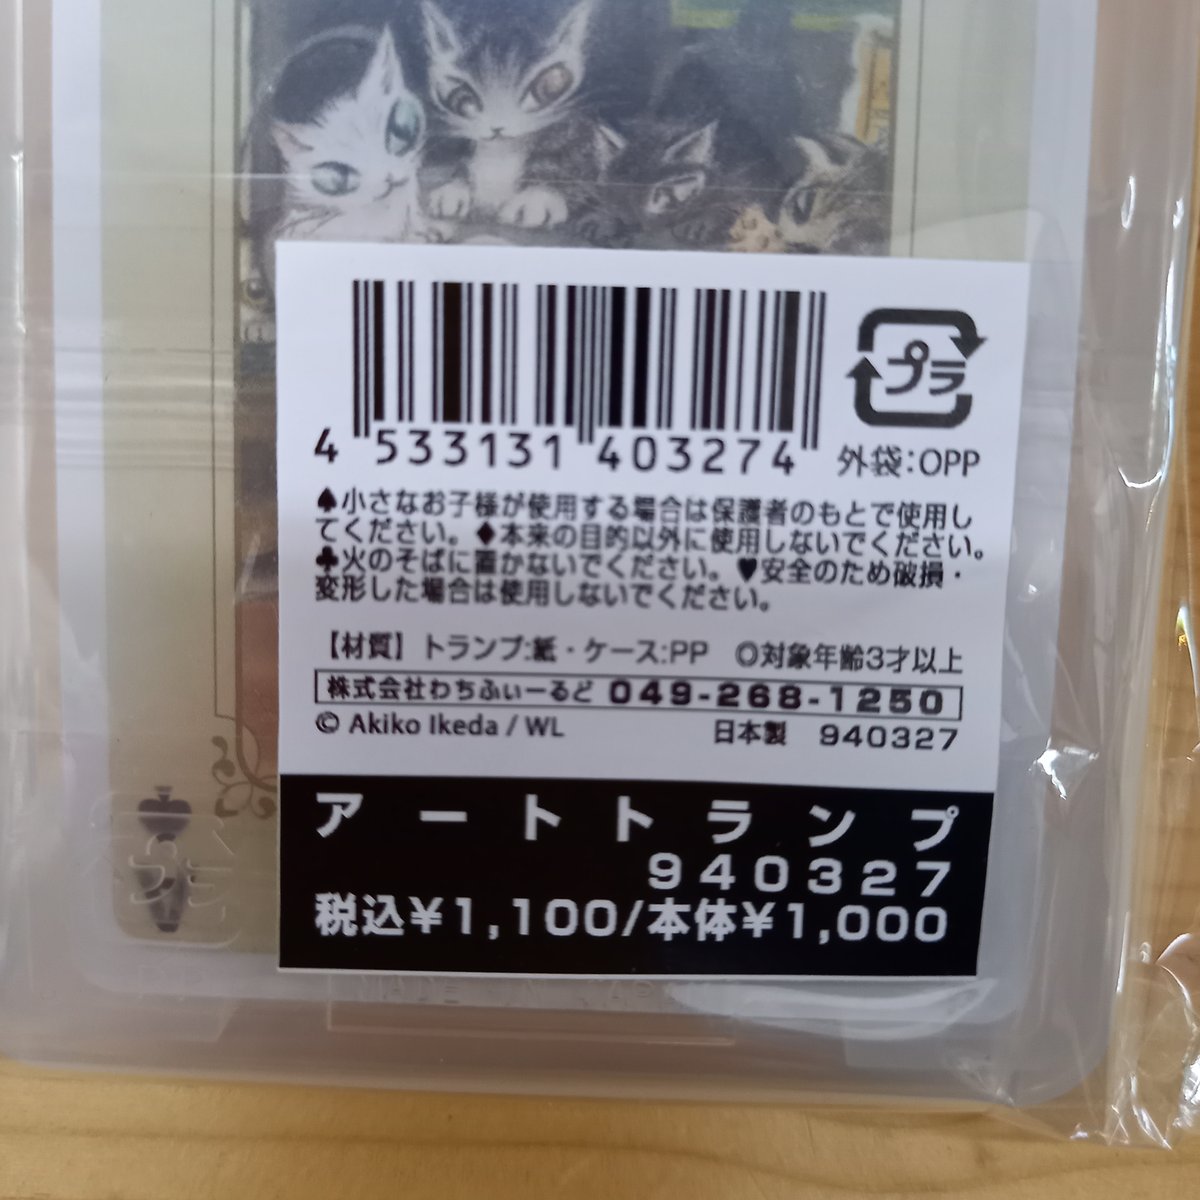 プラ
4 533131 403274
外袋：OPP
♠小さなお子様が使用する場合は保護者のもとで使用し
てください。♦本来の目的以外に使用しないでください。
♣火のそばに置かないでください。♥安全のため破損・
変形した場合は使用しないでください。
【材質】トランプ:紙・ケース:PP ◎対象年齢3才以上
株式会社わちふぃーるど 049-268-1250
© Akiko Ikeda / WL 日本製 940327
アートトランプ
940327
税込¥1,100/本体¥1,000
プラ
MADE IN